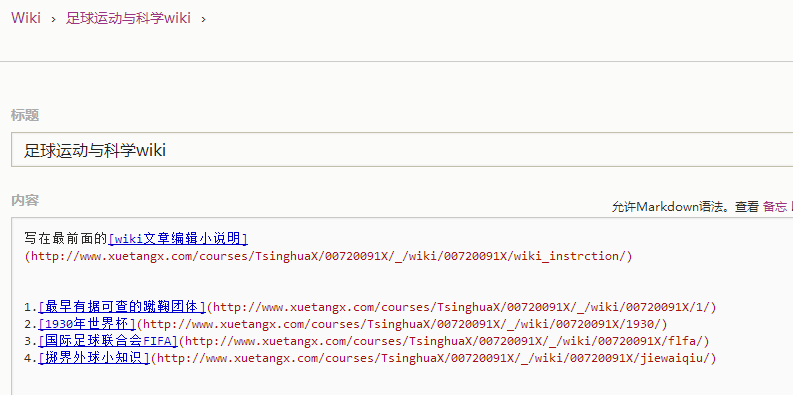 Wiki › 足球运动与科学wiki ›
标题
足球运动与科学wiki
内容
允许Markdown语法。查看 备忘
写在最前面的[wiki文章编辑小说明]
(http://www.xuetangx.com/courses/TsinghuaX/00720091X/_/wiki/00720091X/wiki_instrction/)
1.[最早有据可查的蹴鞠团体](http://www.xuetangx.com/courses/TsinghuaX/00720091X/_/wiki/00720091X/1/)
2.[1930年世界杯](http://www.xuetangx.com/courses/TsinghuaX/00720091X/_/wiki/00720091X/1930/)
3.[国际足球联合会FIFA](http://www.xuetangx.com/courses/TsinghuaX/00720091X/_/wiki/00720091X/flfa/)
4.[掷界外球小知识](http://www.xuetangx.com/courses/TsinghuaX/00720091X/_/wiki/00720091X/jiewaiqiu/)